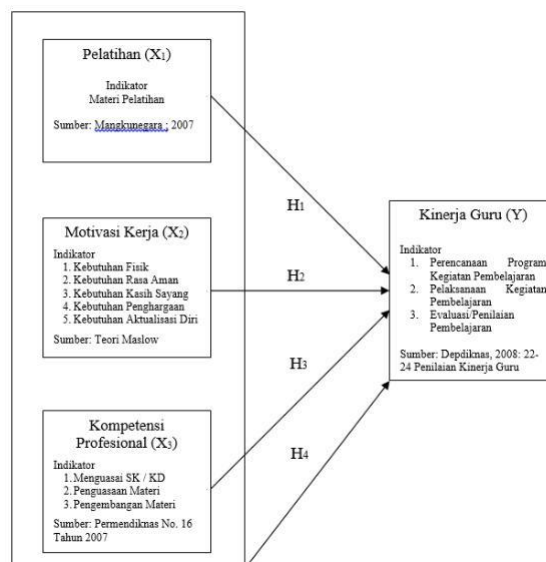 Pelatihan (X1)
Indikator
Materi Pelatihan
Sumber: Mangkunegara ; 2007
H1
Motivasi Kerja (X2)
Indikator
1. Kebutuhan Fisik
2. Kebutuhan Rasa Aman
3. Kebutuhan Kasih Sayang
4. Kebutuhan Penghargaan
5. Kebutuhan Aktualisasi Diri
Sumber: Teori Maslow
H2
Kinerja Guru (Y)
Indikator
1. Perencanaan Program
Kegiatan Pembelajaran
2. Pelaksanaan Kegiatan
Pembelajaran
3. Evaluasi/Penilaian
Pembelajaran
Sumber: Depdiknas, 2008: 22-
24 Penilaian Kinerja Guru
H3
Kompetensi
Profesional (X3)
Indikator
1. Menguasai SK / KD
2. Penguasaan Materi
3. Pengembangan Materi
Sumber: Permendiknas No. 16
Tahun 2007
H4